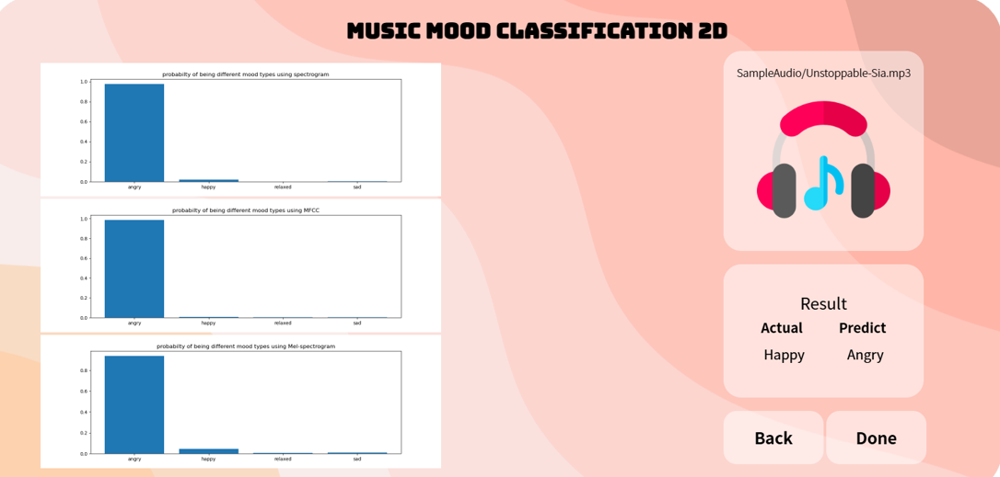 MUSIC MOOD CLASSIFICATION 2D
probabilty of being different mood types using spectrogram
1.0
0.8
0.6
0.4
0.2
0.0
angry happy relaxed sad
probabilty of being different mood types using MFCC
1.0
0.8
0.6
0.4
0.2
0.0
angry happy relaxed sad
probabilty of being different mood types using Mel-spectrogram
0.8
0.6
0.4
0.2
0.0
angry happy relaxed sad
SampleAudio/Unstoppable-Sia.mp3
Result
Actual Predict
Happy Angry
Back Done